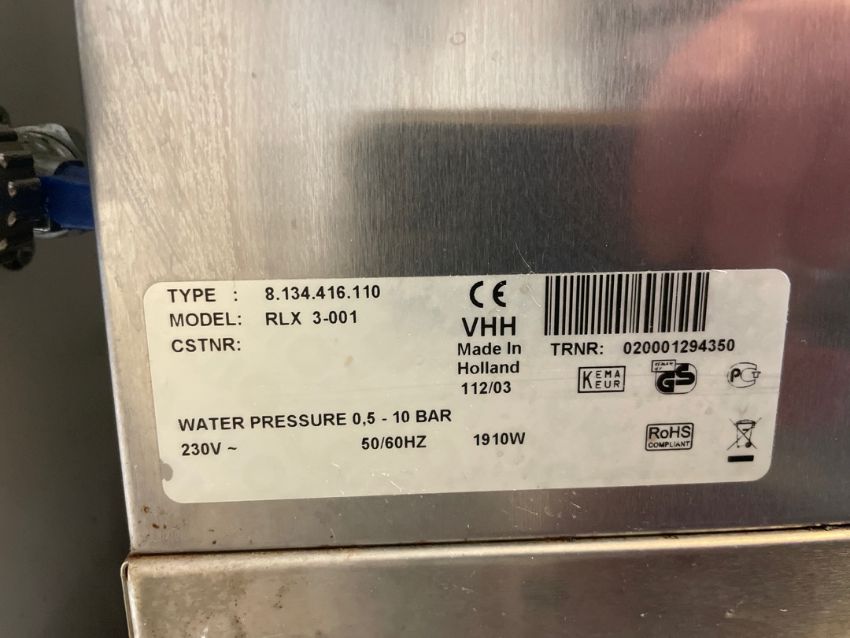 TYPE : 8.134.416.110
MODEL: RLX 3-001
CSTNR:
CE
VHH
Made In
Holland
112/03
TRNR: 020001294350
KEMA
KEUR
GS
WATER PRESSURE 0,5 - 10 BAR
230V ~ 50/60HZ 1910W
RoHS
COMPLIANT